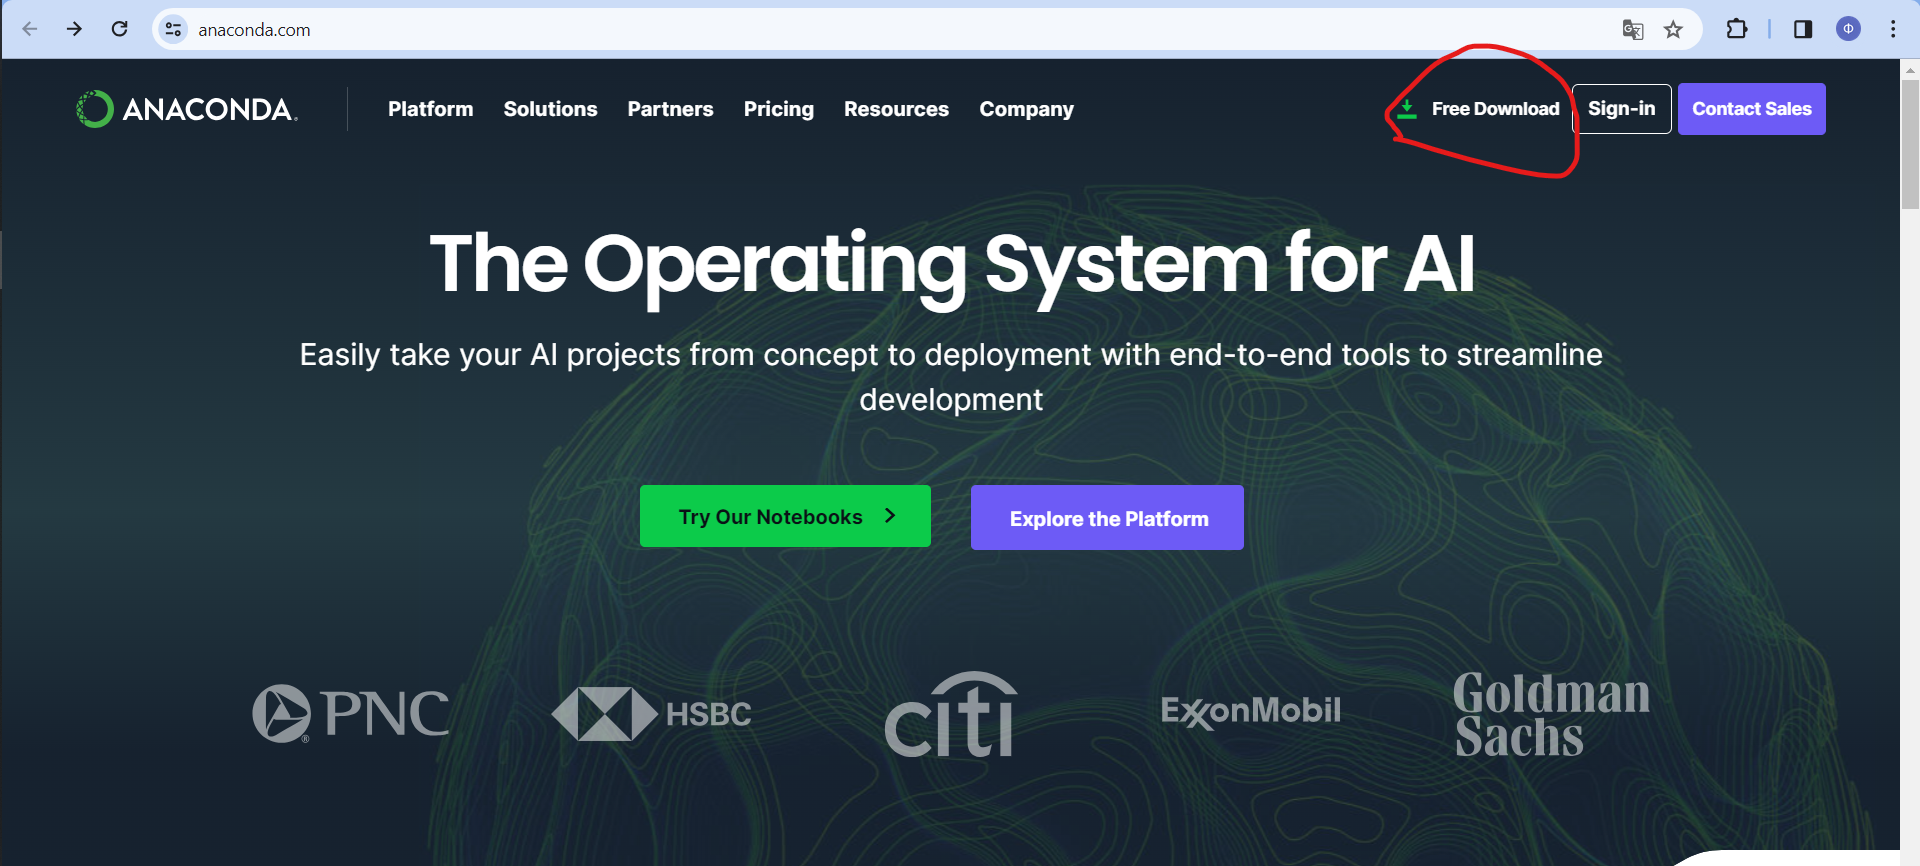 anaconda.com
Ф
ANACONDA.
Platform Solutions Partners Pricing Resources Company Free Download Sign-in Contact Sales
The Operating System for AI
Easily take your AI projects from concept to deployment with end-to-end tools to streamline
development
Try Our Notebooks
Explore the Platform
PNC
HSBC
citi
ExxonMobil
Goldman
Sachs